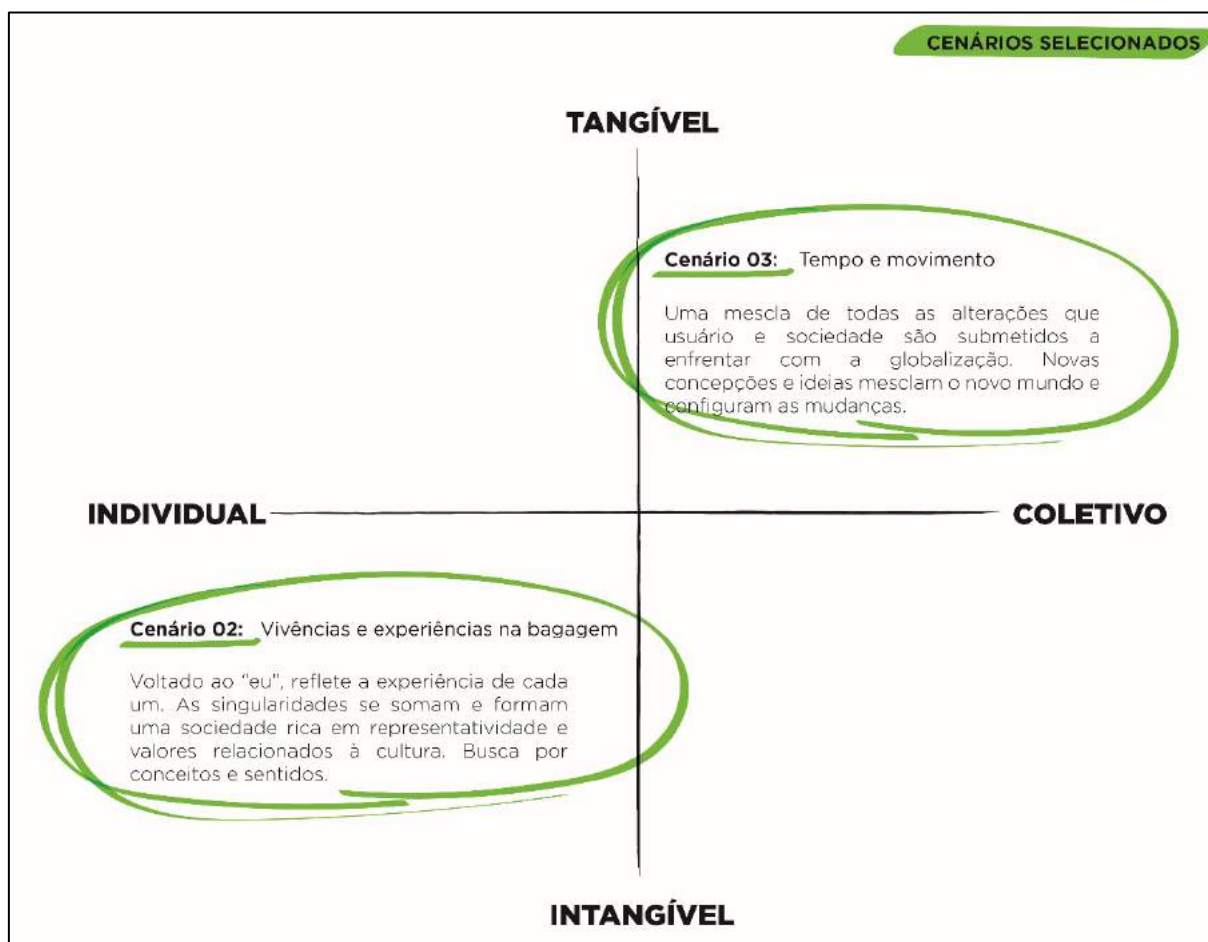 CENÁRIOS SELECIONADOS
TANGÍVEL
Cenário 03: Tempo e movimento
Uma mescla de todas as alterações que
usuário e sociedade são submetidos a
enfrentar com a globalização. Novas
concepções e ideias mesclam o novo mundo e
configuram as mudanças.
INDIVIDUAL
COLETIVO
Cenário 02: Vivências e experiências na bagagem
Voltado ao “eu”, reflete a experiência de cada
um. As singularidades se somam e formam
uma sociedade rica em representatividade e
valores relacionados à cultura. Busca por
conceitos e sentidos.
INTANGÍVEL